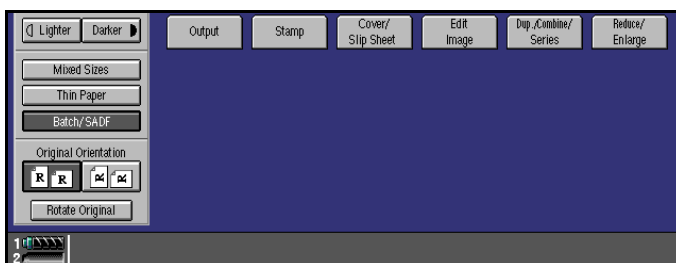 Lighter Darker
Output
Stamp
Cover/
Slip Sheet
Edit
Image
Dup./Combine/
Series
Reduce/
Enlarge
Mixed Sizes
Thin Paper
Batch/SADF
Original Orientation
R R R R
Rotate Original
1
2